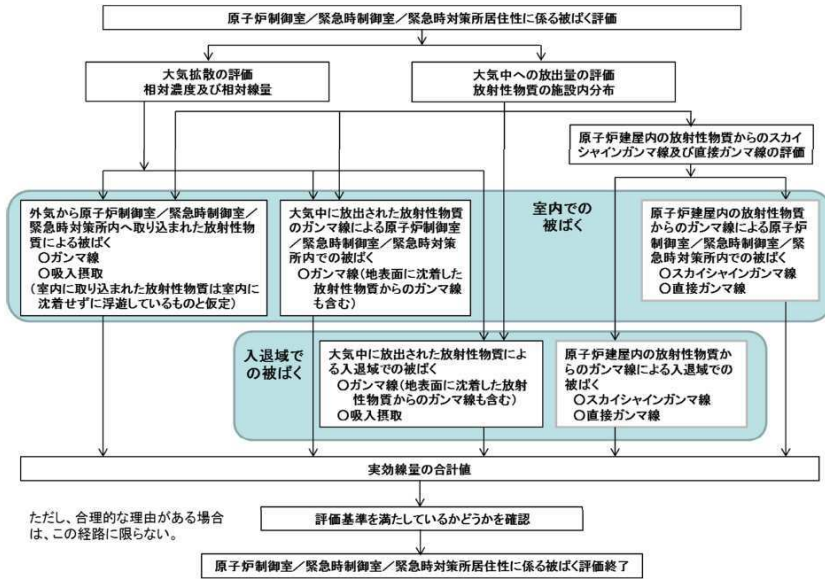 原子炉制御室／緊急時制御室／緊急時対策所居住性に係る被ばく評価
大気拡散の評価
相対濃度及び相対線量
大気中への放出量の評価
放射性物質の施設内分布
原子炉建屋内の放射性物質からのスカイ
シャインガンマ線及び直接ガンマ線の評価
室内での
被ばく
外気から原子炉制御室／緊急時制御室／
緊急時対策所内へ取り込まれた放射性物
質による被ばく
○ガンマ線
○吸入摂取
（室内に取り込まれた放射性物質は室内に
沈着せずに浮遊しているものと仮定）
大気中に放出された放射性物質
のガンマ線による原子炉制御室
／緊急時制御室／緊急時対策
所内での被ばく
○ガンマ線（地表面に沈着した
放射性物質からのガンマ線
も含む）
原子炉建屋内の放射性物質
からのガンマ線による原子炉
制御室／緊急時制御室／緊
急時対策所内での被ばく
○スカイシャインガンマ線
○直接ガンマ線
入退域で
の被ばく
大気中に放出された放射性物質によ
る入退域での被ばく
○ガンマ線（地表面に沈着した放射
性物質からのガンマ線も含む）
○吸入摂取
原子炉建屋内の放射性物質か
らのガンマ線による入退域での
被ばく
○スカイシャインガンマ線
○直接ガンマ線
実効線量の合計値
ただし、合理的な理由がある場合
は、この経路に限らない。
評価基準を満たしているかどうかを確認
原子炉制御室／緊急時制御室／緊急時対策所居住性に係る被ばく評価終了